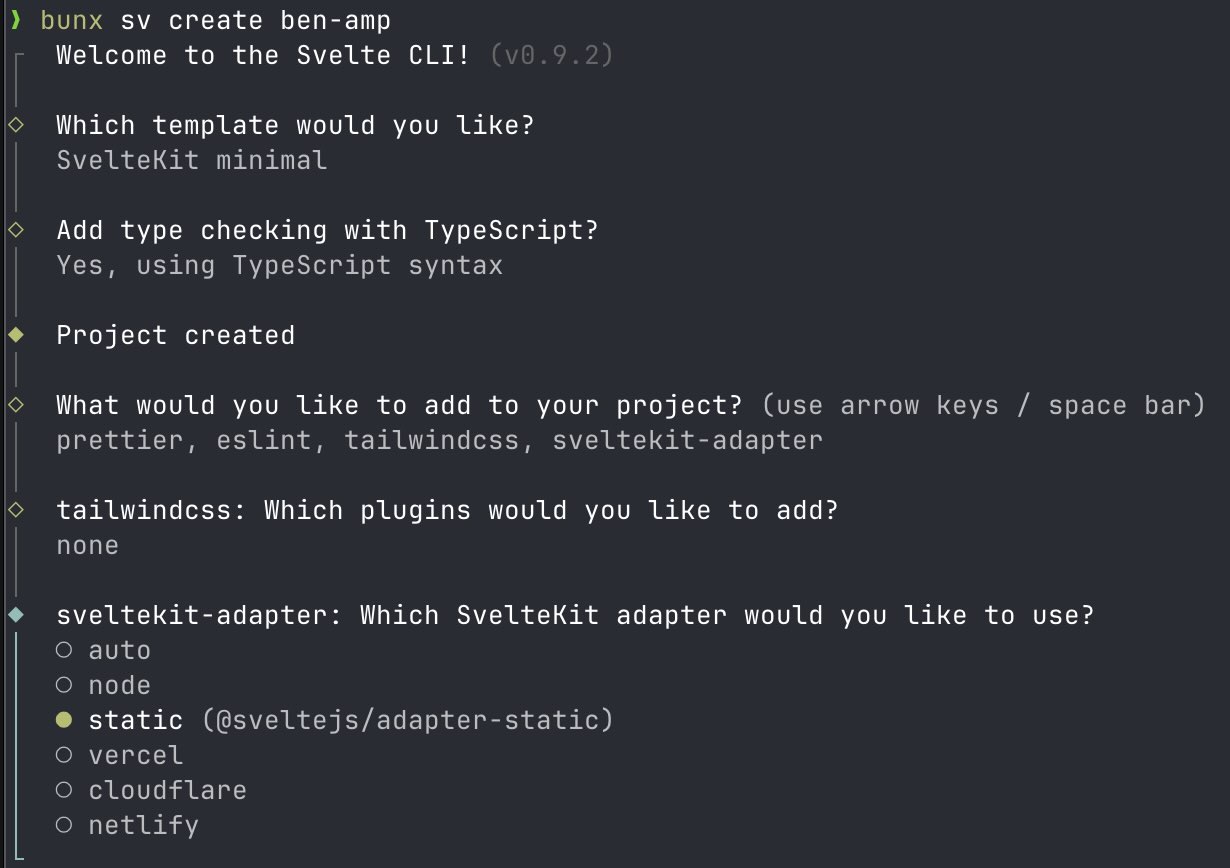 ❯ bunx sv create ben-amp
Welcome to the Svelte CLI! (v0.9.2)
Which template would you like?
SvelteKit minimal
Add type checking with TypeScript?
Yes, using TypeScript syntax
Project created
What would you like to add to your project? (use arrow keys / space bar)
prettier, eslint, tailwindcss, sveltekit-adapter
tailwindcss: Which plugins would you like to add?
none
sveltekit-adapter: Which SvelteKit adapter would you like to use?
○ auto
○ node
● static (@sveltejs/adapter-static)
○ vercel
○ cloudflare
○ netlify